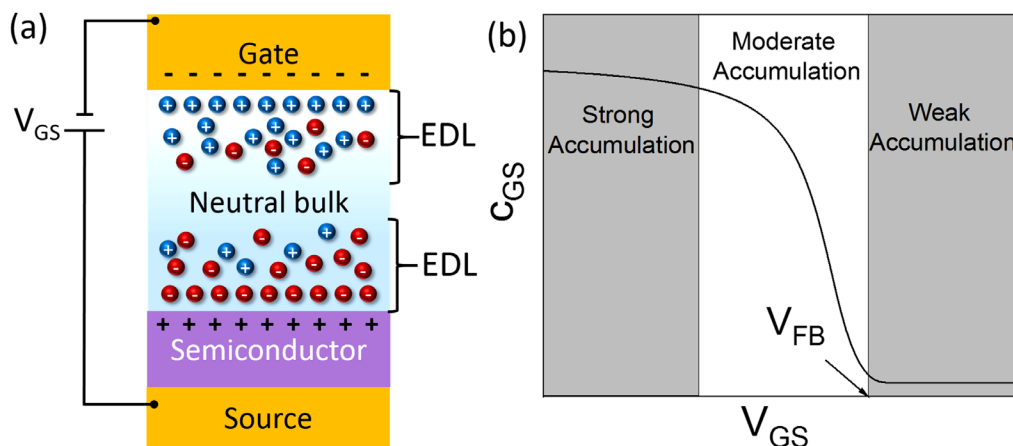 (a)
Gate
- - - - - - - - -
+ + + + + + + + +
V_GS
EDL
Neutral bulk
EDL
- - - - - - - - -
+ + + + + + + + +
Semiconductor
Source
(b)
Strong
Accumulation
Moderate
Accumulation
Weak
Accumulation
C_GS
V_FB
V_GS